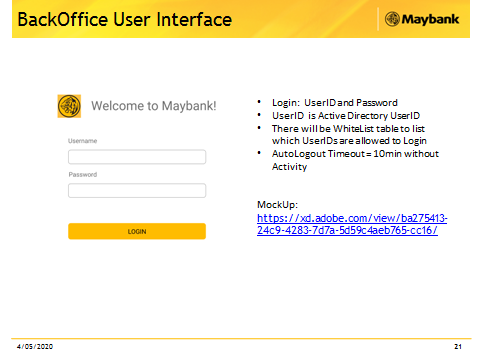 BackOffice User Interface
Maybank
Welcome to Maybank!
Username
Password
LOGIN
• Login: UserID and Password
• UserID is Active Directory UserID
• There will be WhiteList table to list
which UserIDs are allowed to Login
• AutoLogout Timeout = 10min without
Activity
MockUp:
https://xd.adobe.com/view/ba275413-
24c9-4283-7d7a-5d59c4aeb765-cc16/
4/05/2020
21